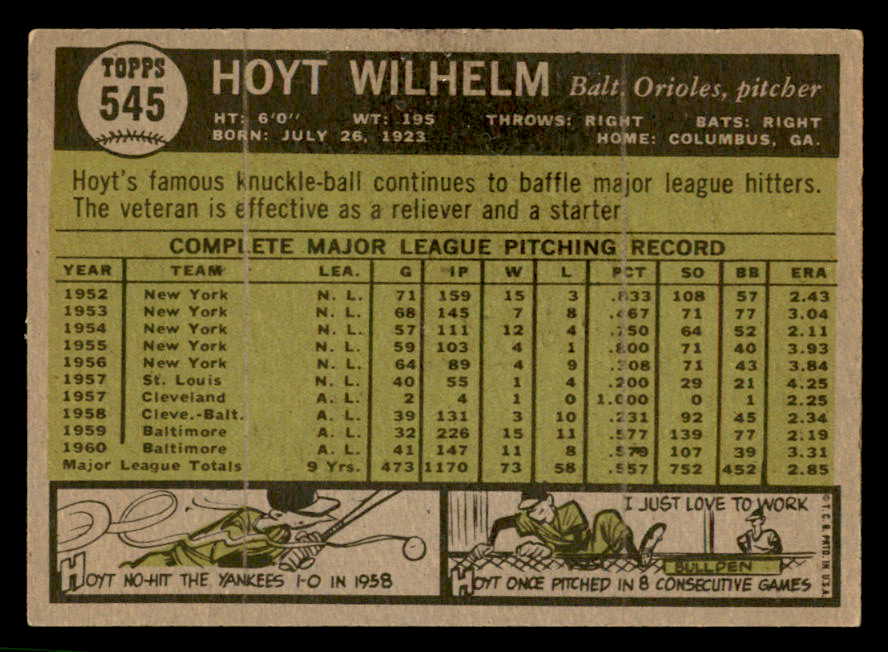 TOPPS
545
HOYT WILHELM Balt. Orioles, pitcher
HT: 6'0" WT: 195 THROWS: RIGHT BATS: RIGHT
BORN: JULY 26, 1923 HOME: COLUMBUS, GA.
Hoyt's famous knuckle-ball continues to baffle major league hitters.
The veteran is effective as a reliever and a starter
COMPLETE MAJOR LEAGUE PITCHING RECORD
YEAR TEAM LEA. G IP W L PCT SO BB ERA
1952 New York N. L. 71 159 15 3 .833 108 57 2.43
1953 New York N. L. 68 145 7 8 .467 71 77 3.04
1954 New York N. L. 57 111 12 4 .750 64 52 2.11
1955 New York N. L. 59 103 4 1 .800 71 40 3.93
1956 New York N. L. 64 89 4 9 .308 71 43 3.84
1957 St. Louis N. L. 40 55 1 4 .200 29 21 4.25
1957 Cleveland A. L. 2 4 1 0 1.000 0 1 2.25
1958 Cleve.-Balt. A. L. 39 131 3 10 .231 92 45 2.34
1959 Baltimore A. L. 32 226 15 11 .577 139 77 2.19
1960 Baltimore A. L. 41 147 11 8 .579 107 39 3.31
Major League Totals 9 Yrs. 473 1170 73 58 .557 752 452 2.85
HOYT NO-HIT THE YANKEES 1-0 IN 1958
I JUST LOVE TO WORK
BULLPEN
HOYT ONCE PITCHED IN 8 CONSECUTIVE GAMES
© T. C. G. PRTD. IN U.S.A.